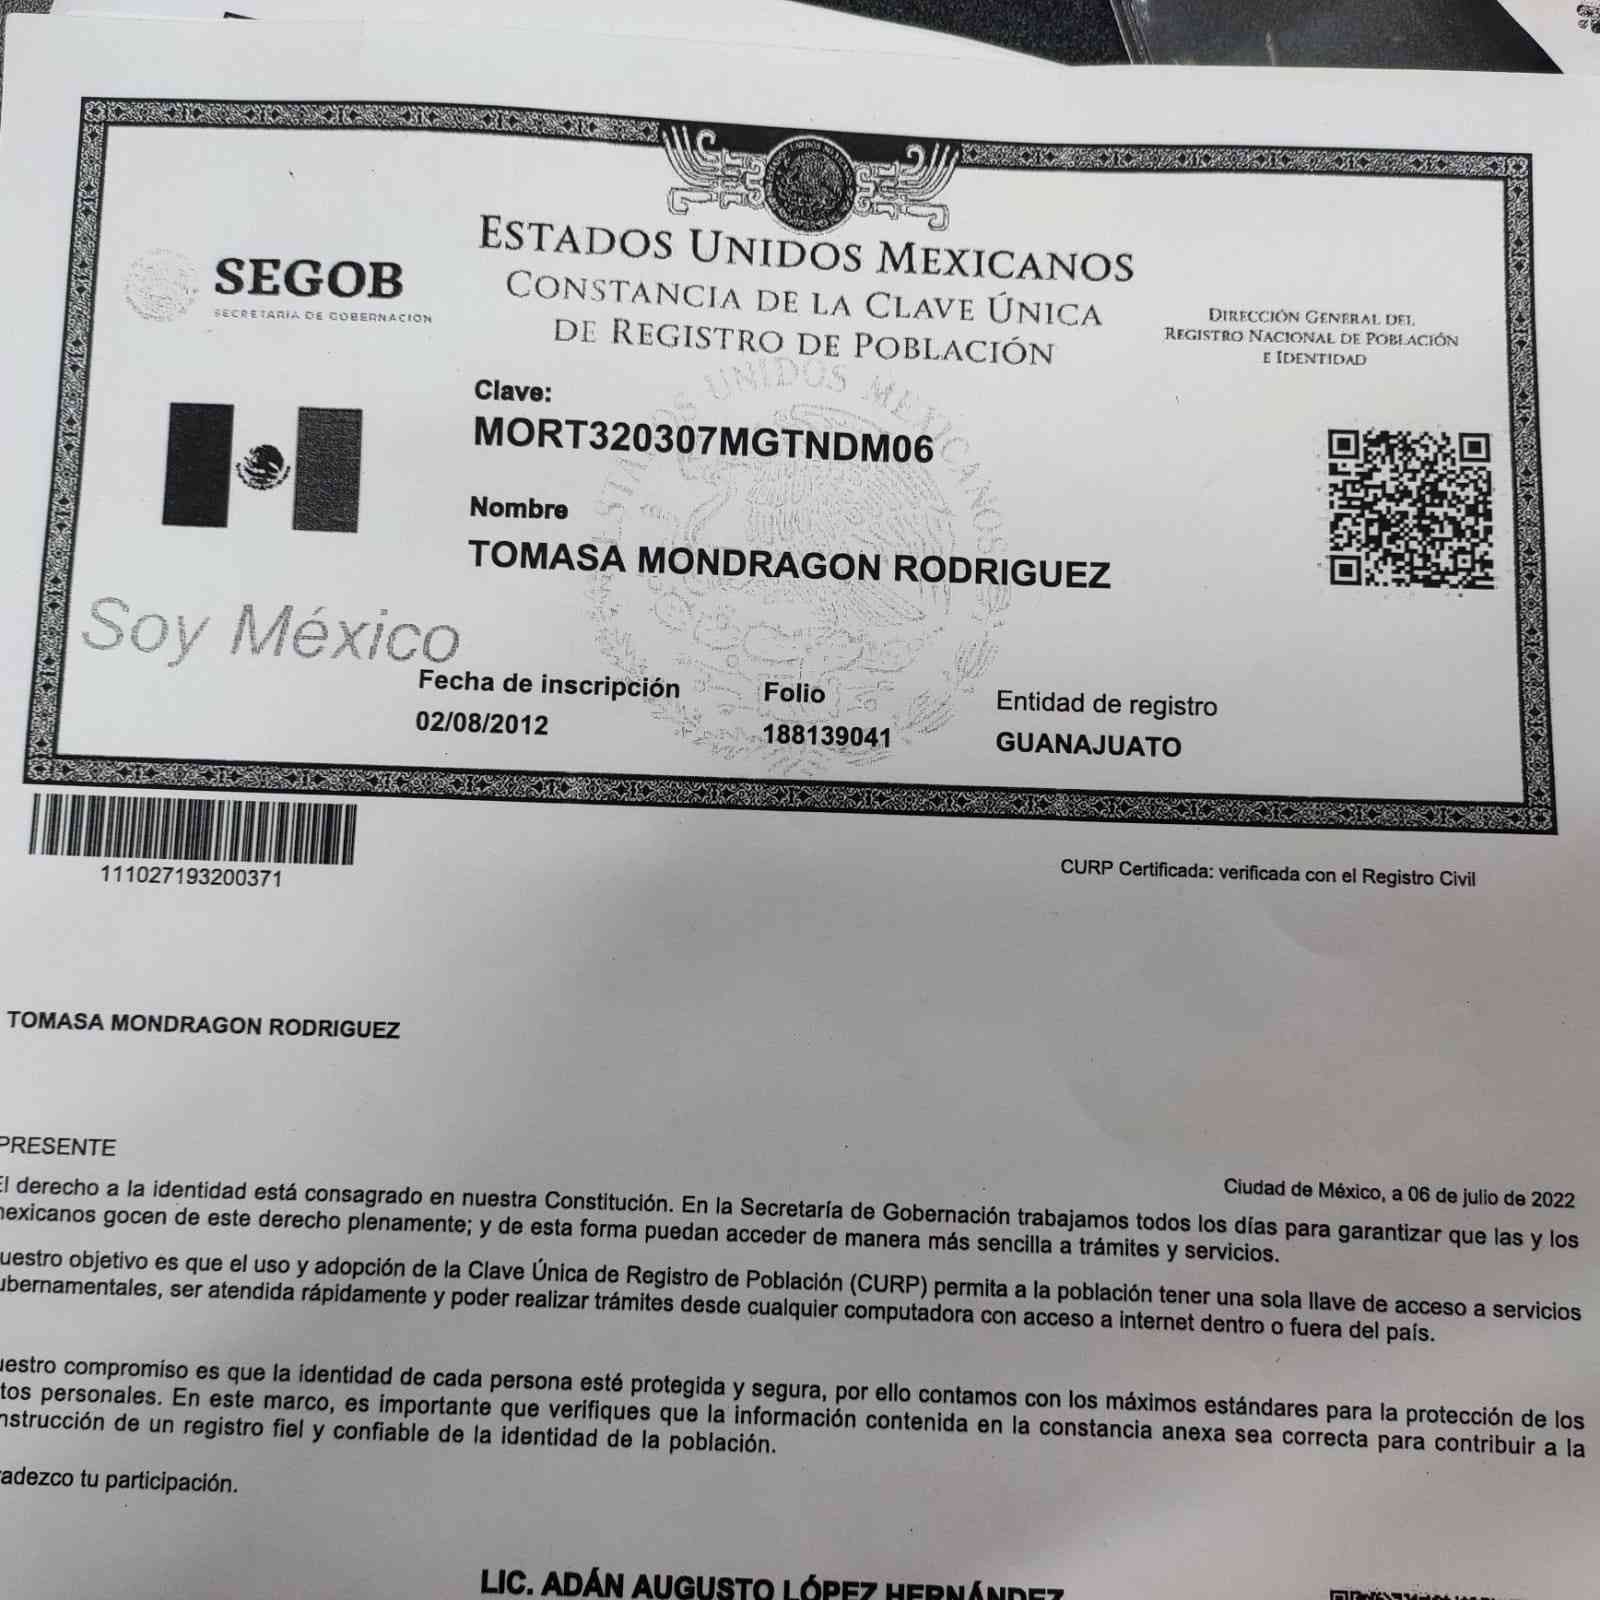 ESTADOS UNIDOS MEXICANOS
CONSTANCIA DE LA CLAVE ÚNICA
DE REGISTRO DE POBLACIÓN
SEGOB
SECRETARÍA DE GOBERNACIÓN
DIRECCIÓN GENERAL DEL
REGISTRO NACIONAL DE POBLACIÓN
E IDENTIDAD
Clave:
MORT320307MGTNDM06
Nombre
TOMASA MONDRAGON RODRIGUEZ
Soy México
Fecha de inscripción
02/08/2012
Folio
188139041
Entidad de registro
GUANAJUATO
ESTADOS UNIDOS MEXICANOS
111027193200371
CURP Certificada: verificada con el Registro Civil
TOMASA MONDRAGON RODRIGUEZ
PRESENTE
Ciudad de México, a 06 de julio de 2022
El derecho a la identidad está consagrado en nuestra Constitución. En la Secretaría de Gobernación trabajamos todos los días para garantizar que las y los
mexicanos gocen de este derecho plenamente; y de esta forma puedan acceder de manera más sencilla a trámites y servicios.
uestro objetivo es que el uso y adopción de la Clave Única de Registro de Población (CURP) permita a la población tener una sola llave de acceso a servicios
ubernamentales, ser atendida rápidamente y poder realizar trámites desde cualquier computadora con acceso a internet dentro o fuera del país.
uestro compromiso es que la identidad de cada persona esté protegida y segura, por ello contamos con los máximos estándares para la protección de los
tos personales. En este marco, es importante que verifiques que la información contenida en la constancia anexa sea correcta para contribuir a la
nstrucción de un registro fiel y confiable de la identidad de la población.
radezco tu participación.
LIC. ADÁN AUGUSTO LÓPEZ HERNÁNDEZ